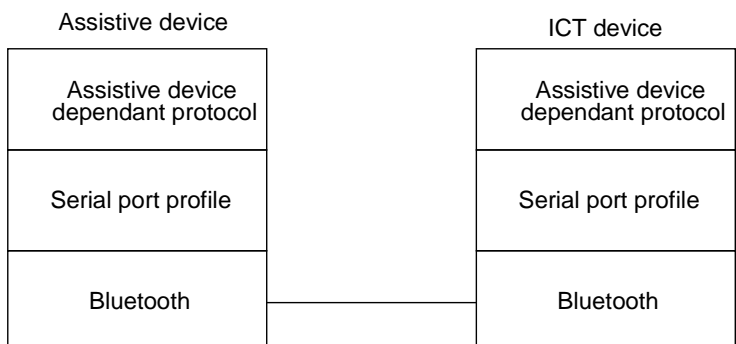 Assistive device
Assistive device
dependant protocol
Serial port profile
Bluetooth
ICT device
Assistive device
dependant protocol
Serial port profile
Bluetooth